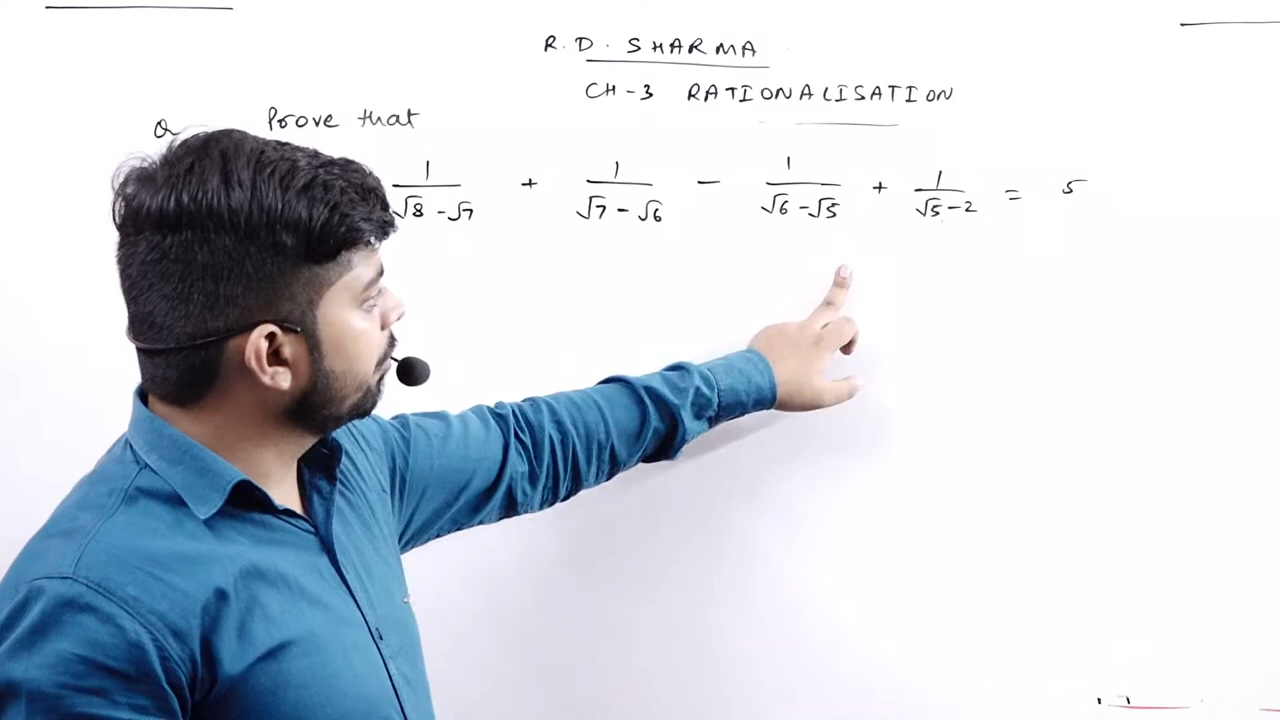 R. D. SHARMA
CH-3 RATIONALISATION
Q Prove that
1/(√8 - √7) + 1/(√7 - √6) - 1/(√6 - √5) + 1/(√5 - 2) = 5